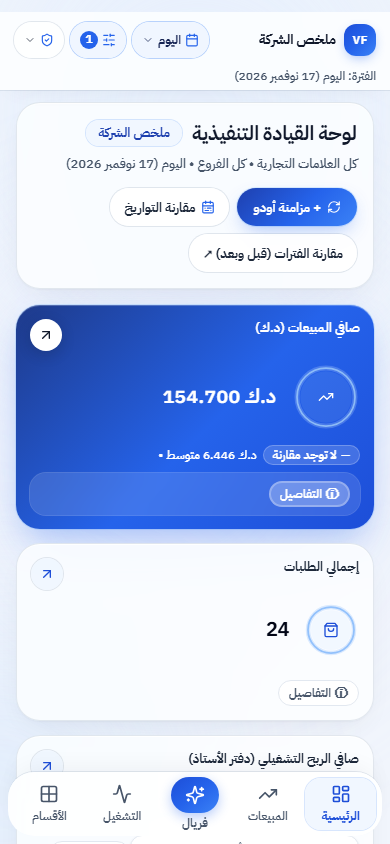 VF
ملخص الشركة
اليوم
1
الفترة: اليوم (17 نوفمبر 2026)
لوحة القيادة التنفيذية
ملخص الشركة
كل العلامات التجارية • كل الفروع • اليوم (17 نوفمبر 2026)
+ مزامنة أودو
مقارنة التواريخ
مقارنة الفترات (قبل وبعد) ↗
صافي المبيعات (د.ك)
د.ك 154.700
— لا توجد مقارنة
د.ك 6.446 متوسط •
ⓘ التفاصيل
إجمالي الطلبات
24
ⓘ التفاصيل
صافي الربح التشغيلي (دفتر الأستاذ)
الرئيسية
المبيعات
فريال
التشغيل
الأقسام